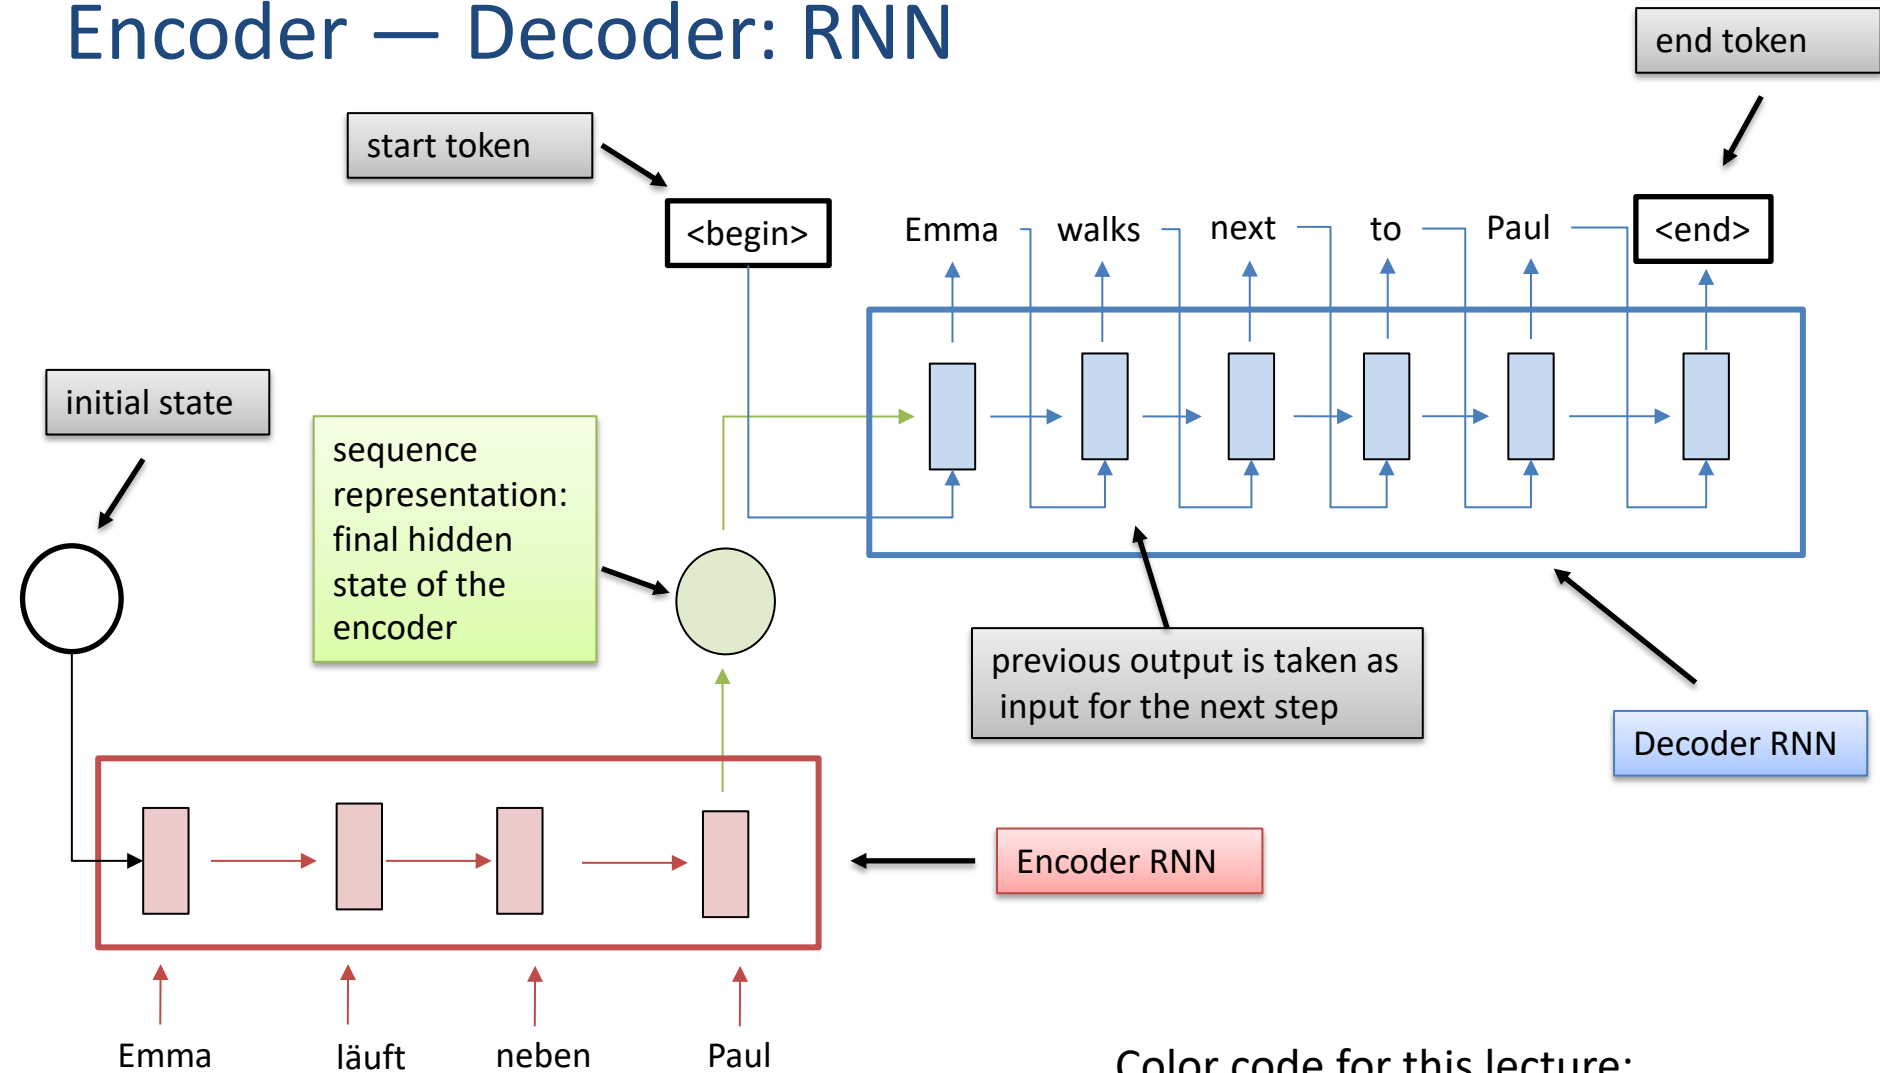 Encoder — Decoder: RNN
end token
start token
<begin>
Emma walks next to Paul <end>
initial state
sequence
representation:
final hidden
state of the
encoder
previous output is taken as
input for the next step
Decoder RNN
Encoder RNN
Emma läuft neben Paul
Color code for this lecture: